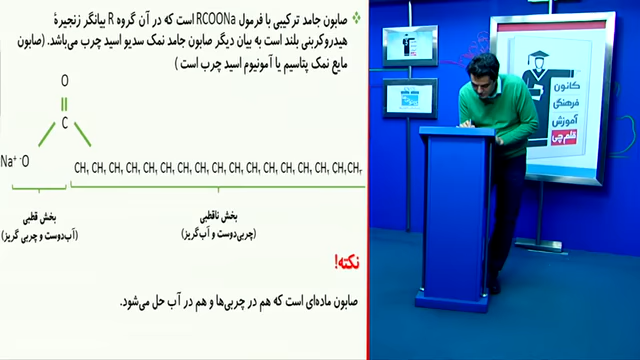 صابون جامد ترکیبی با فرمول RCOONa است که در آن گروه R بیانگر زنجیرهٔ
هیدروکربنی بلند است به بیان دیگر صابون جامد نمک سدیم اسید چرب می‌باشد. (صابون
مایع نمک پتاسیم یا آمونیوم اسید چرب است )
O
C
Na⁺ ⁻O
CH₂ CH₂ CH₂ CH₂ CH₂ CH₂ CH₂ CH₂ CH₂ CH₂ CH₂ CH₂ CH₂ CH₂ CH₂ CH₂CH₃
بخش قطبی
(آب‌دوست و چربی گریز)
بخش ناقطبی
(چربی‌دوست و آب‌گریز)
نکته!
صابون ماده‌ای است که هم در چربی‌ها و هم در آب حل می‌شود.
کانون
فرهنگی
آموزش
قلم‌چی